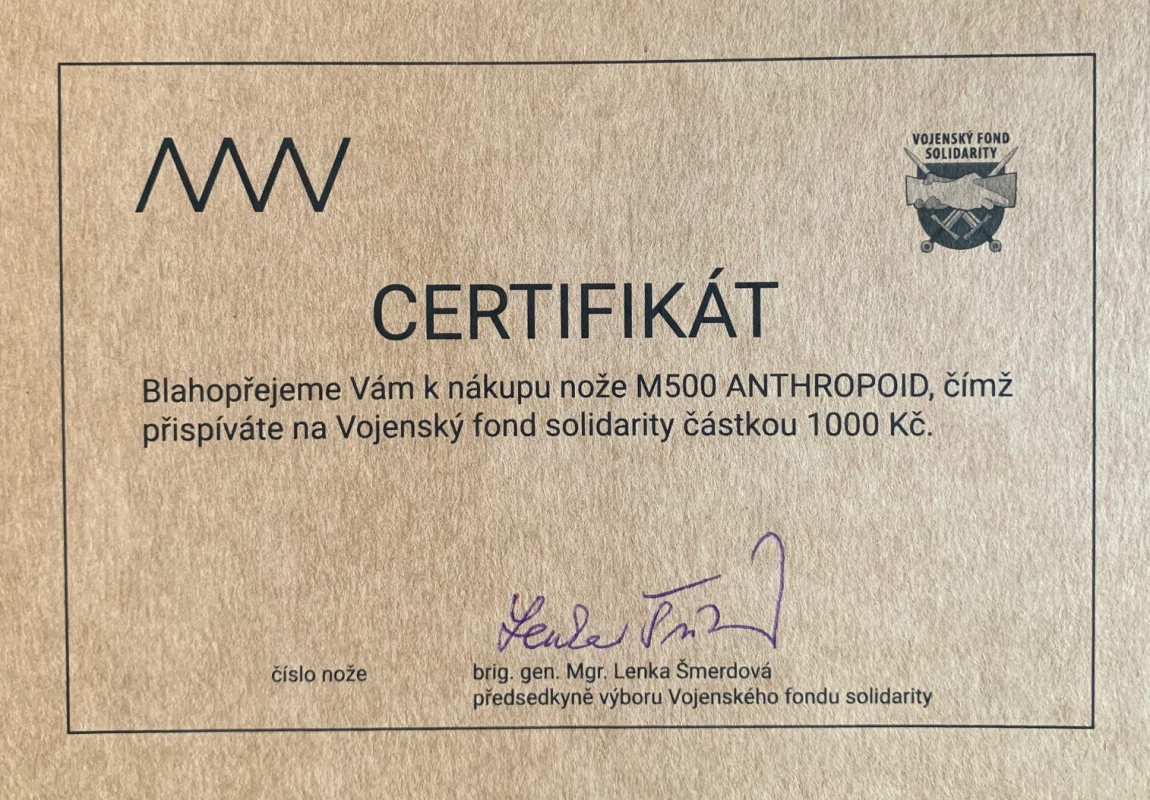 VOJENSKÝ FOND
SOLIDARITY
CERTIFIKÁT
Blahopřejeme Vám k nákupu nože M500 ANTHROPOID, čímž
přispíváte na Vojenský fond solidarity částkou 1000 Kč.
Lenka
číslo nože
brig. gen. Mgr. Lenka Šmerdová
předsedkyně výboru Vojenského fondu solidarity